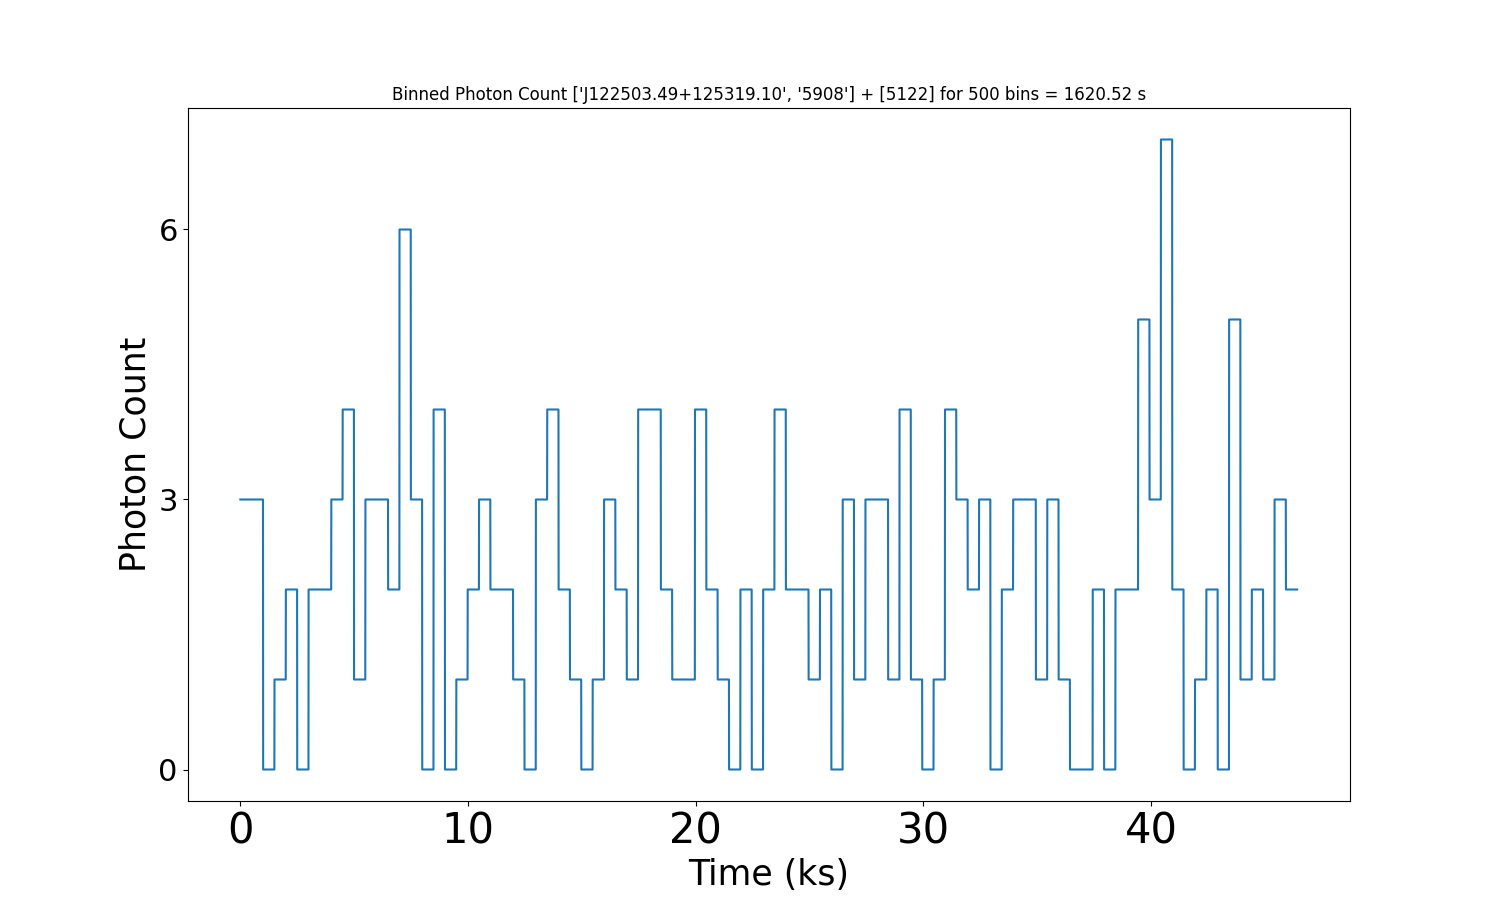 Binned Photon Count ['J122503.49+125319.10', '5908'] + [5122] for 500 bins = 1620.52 s
6
3
0
Photon Count
0 10 20 30 40
Time (ks)